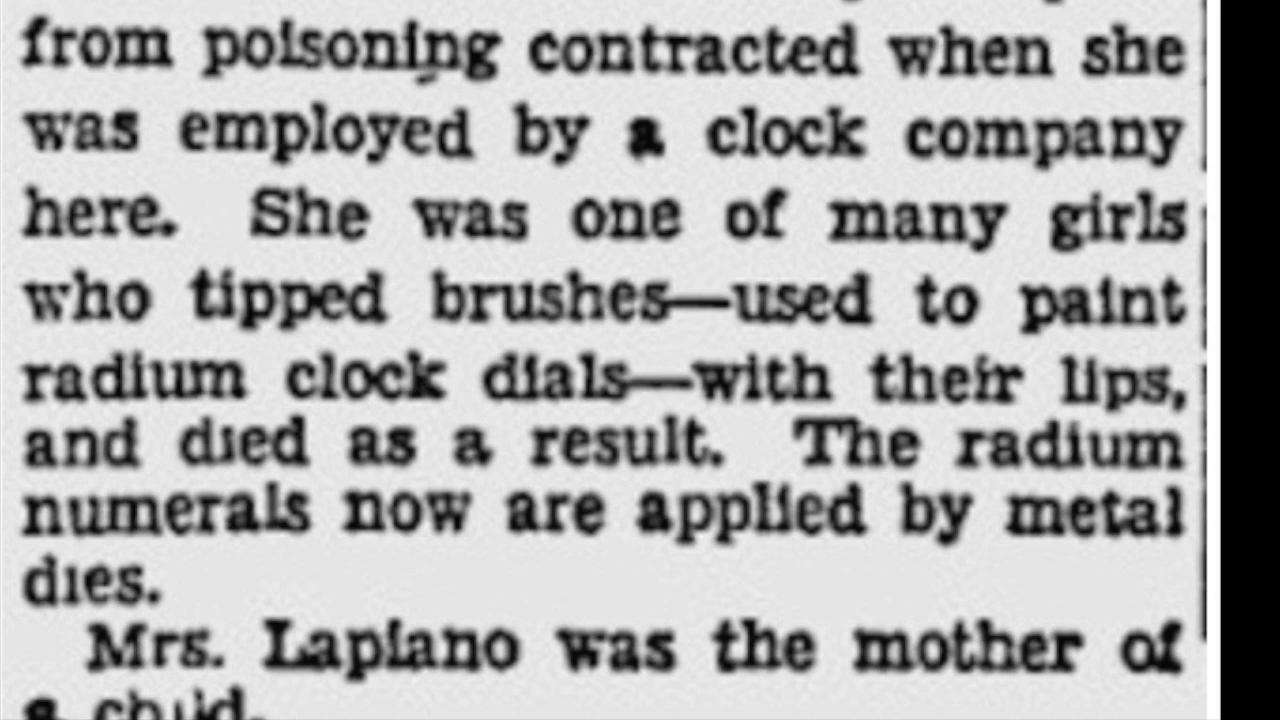 from poisoning contracted when she
was employed by a clock company
here. She was one of many girls
who tipped brushes—used to paint
radium clock dials—with their lips,
and died as a result. The radium
numerals now are applied by metal
dies.
Mrs. Lapiano was the mother of
a child.